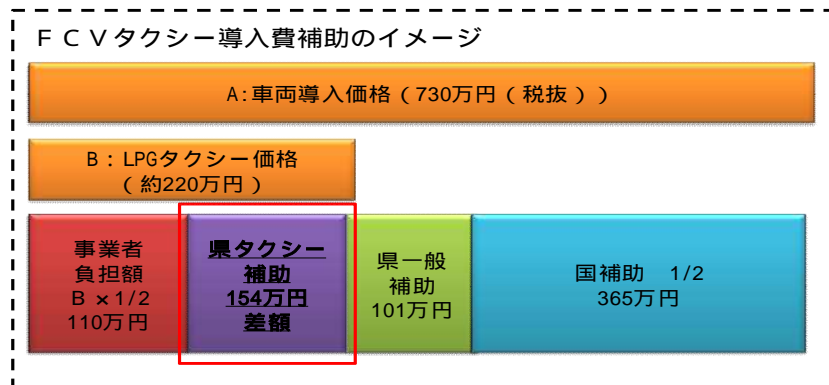 ＦＣＶタクシー導入費補助のイメージ
A:車両導入価格（730万円（税抜））
B：LPGタクシー価格
（約220万円）
事業者
負担額
Ｂ×1/2
110万円
県タクシー
補助
154万円
差額
県一般
補助
101万円
国補助　1/2
365万円